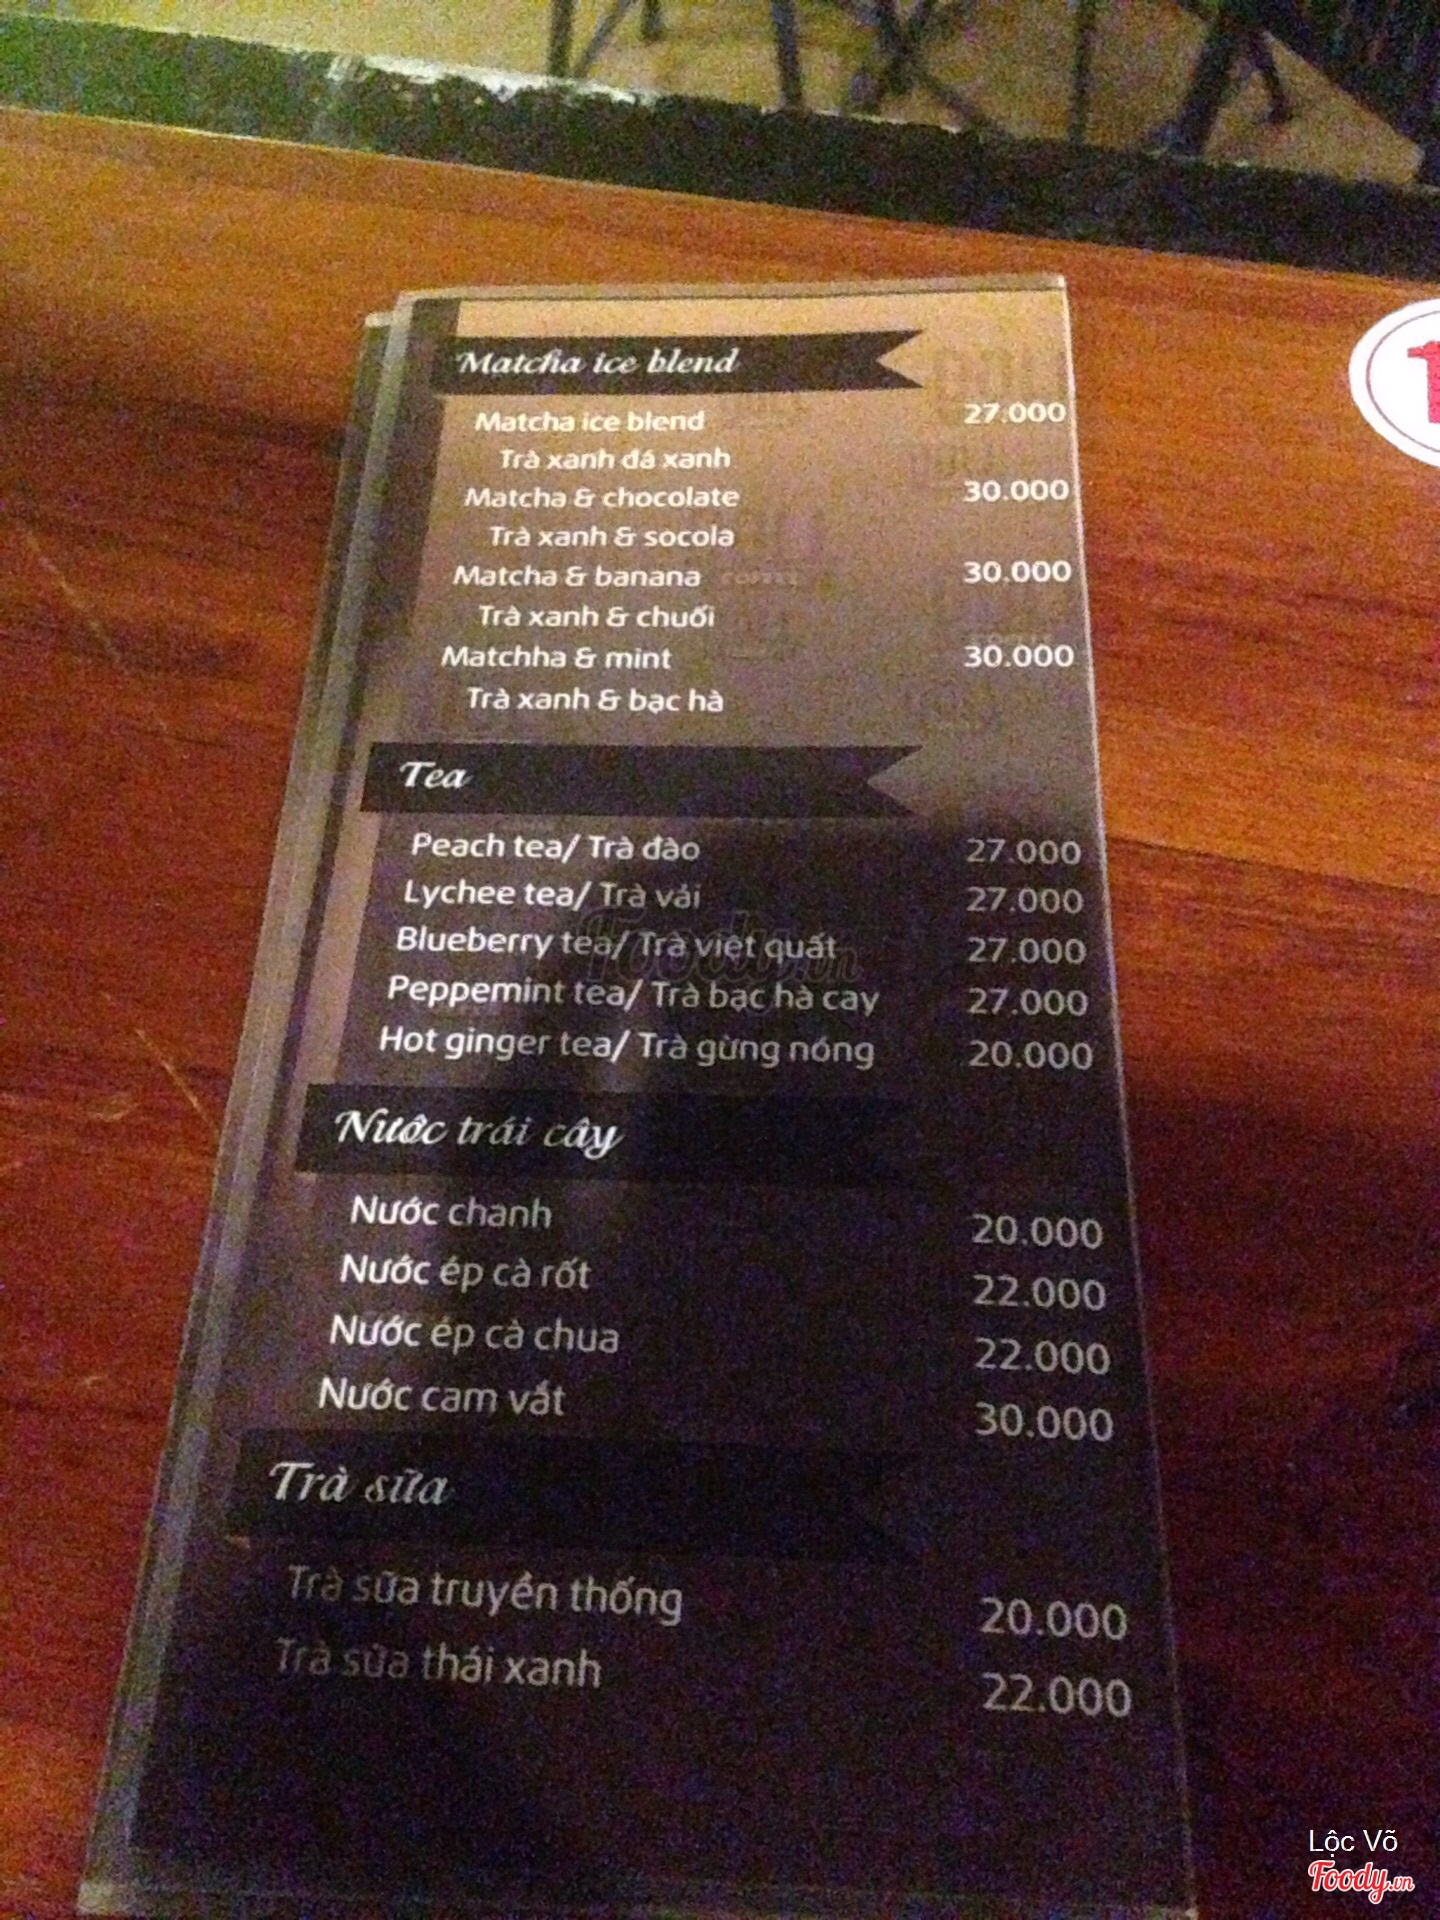 Matcha ice blend
Matcha ice blend 27.000
Trà xanh đá xanh
Matcha & chocolate 30.000
Trà xanh & socola
Matcha & banana 30.000
Trà xanh & chuối
Matchha & mint 30.000
Trà xanh & bạc hà
Tea
Peach tea/ Trà đào 27.000
Lychee tea/ Trà vải 27.000
Blueberry tea/ Trà việt quất 27.000
Peppemint tea/ Trà bạc hà cay 27.000
Hot ginger tea/ Trà gừng nóng 20.000
Nước trái cây
Nước chanh 20.000
Nước ép cà rốt 22.000
Nước ép cà chua 22.000
Nước cam vắt 30.000
Trà sữa
Trà sữa truyền thống 20.000
Trà sữa thái xanh 22.000
Foody.vn
Lộc Võ
Foody.vn